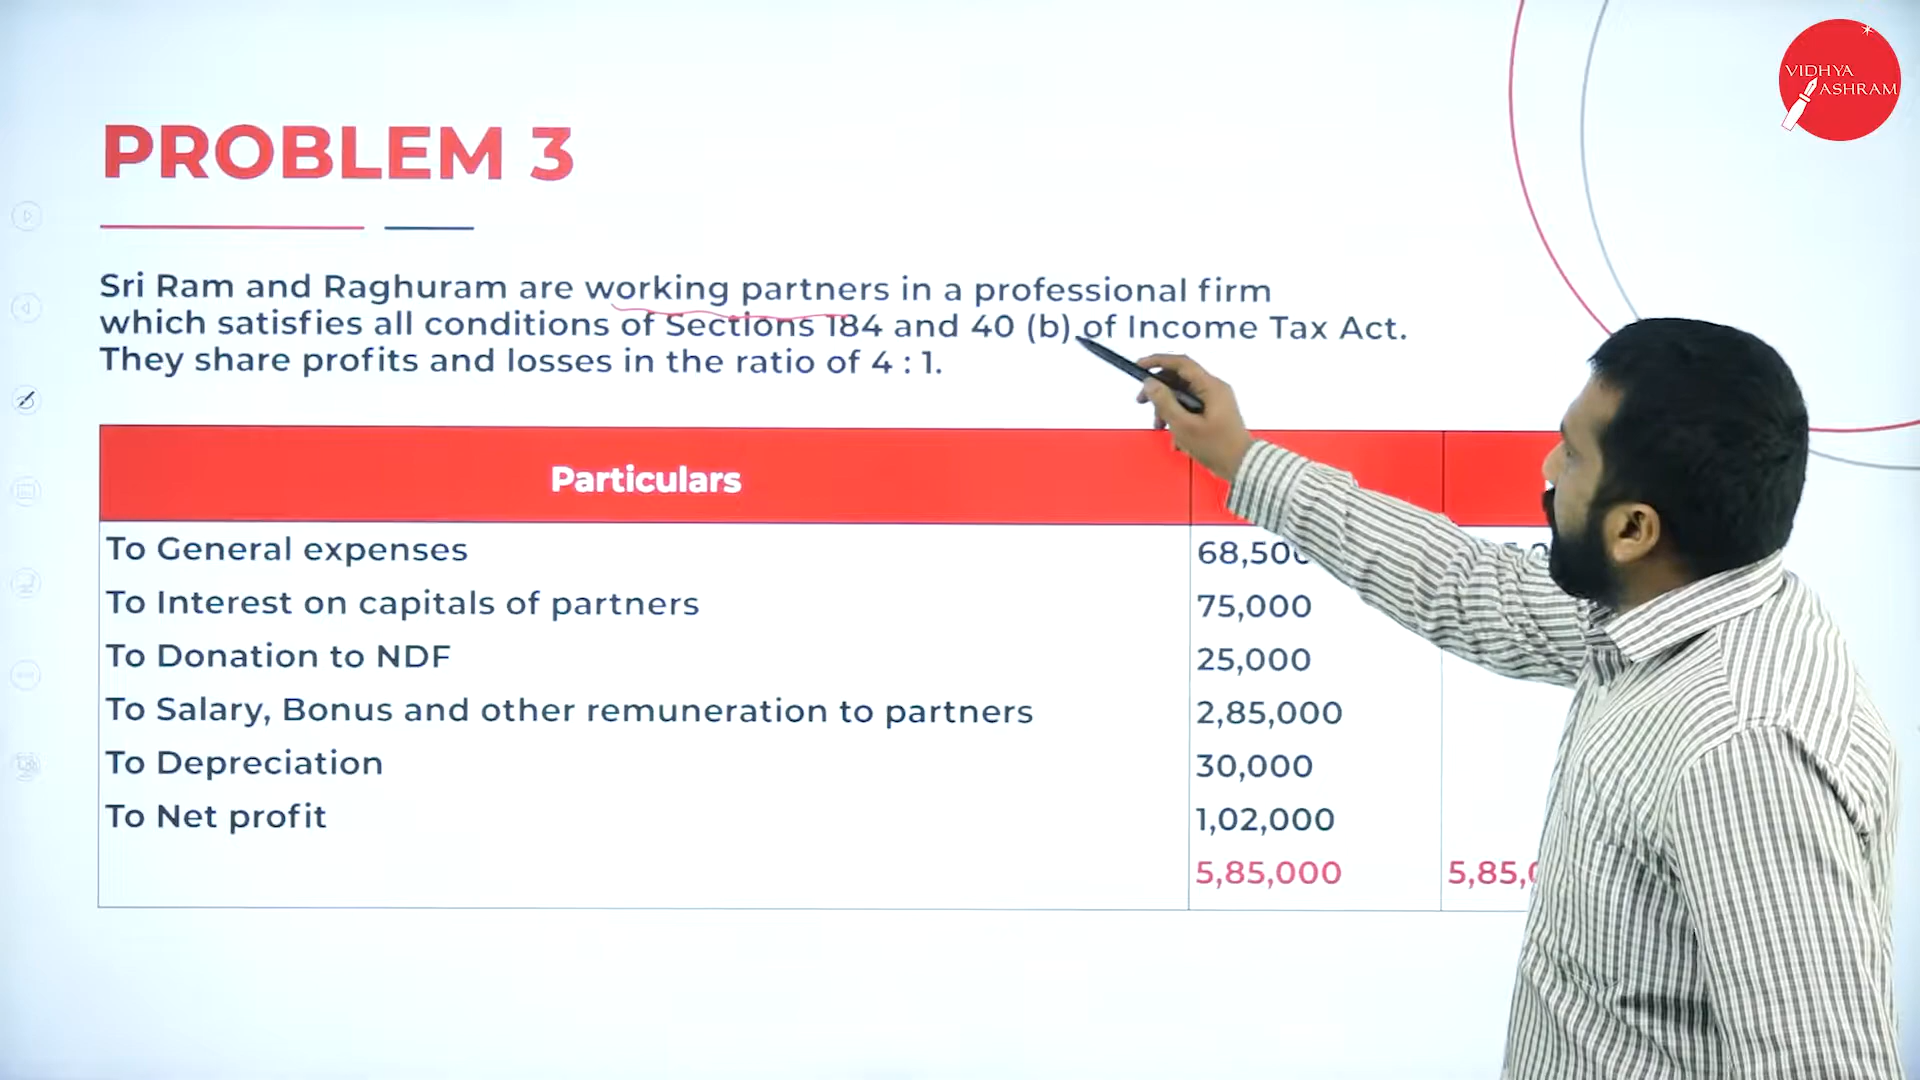 VIDHYA
ASHRAM
PROBLEM 3
Sri Ram and Raghuram are working partners in a professional firm
which satisfies all conditions of Sections 184 and 40 (b) of Income Tax Act.
They share profits and losses in the ratio of 4 : 1.
Particulars
To General expenses
To Interest on capitals of partners 75,000
To Donation to NDF 25,000
To Salary, Bonus and other remuneration to partners 2,85,000
To Depreciation 30,000
To Net profit 1,02,000
5,85,000